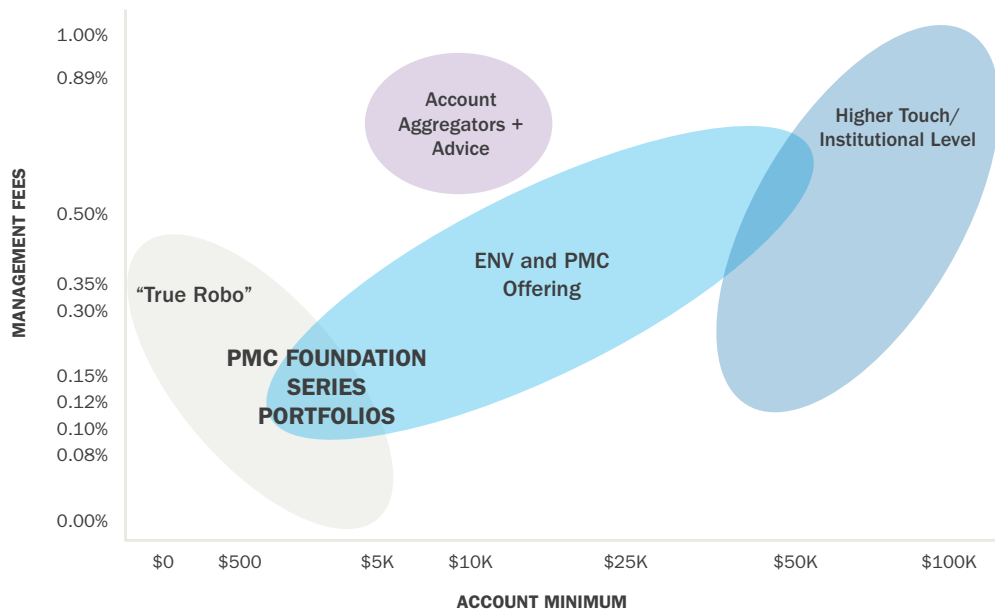 1.00%
0.89%
0.50%
0.35%
0.30%
0.15%
0.12%
0.10%
0.08%
0.00%
MANAGEMENT FEES
Account
Aggregators +
Advice
Higher Touch/
Institutional Level
ENV and PMC
Offering
“True Robo”
PMC FOUNDATION
SERIES
PORTFOLIOS
$0 $500 $5K $10K $25K $50K $100K
ACCOUNT MINIMUM